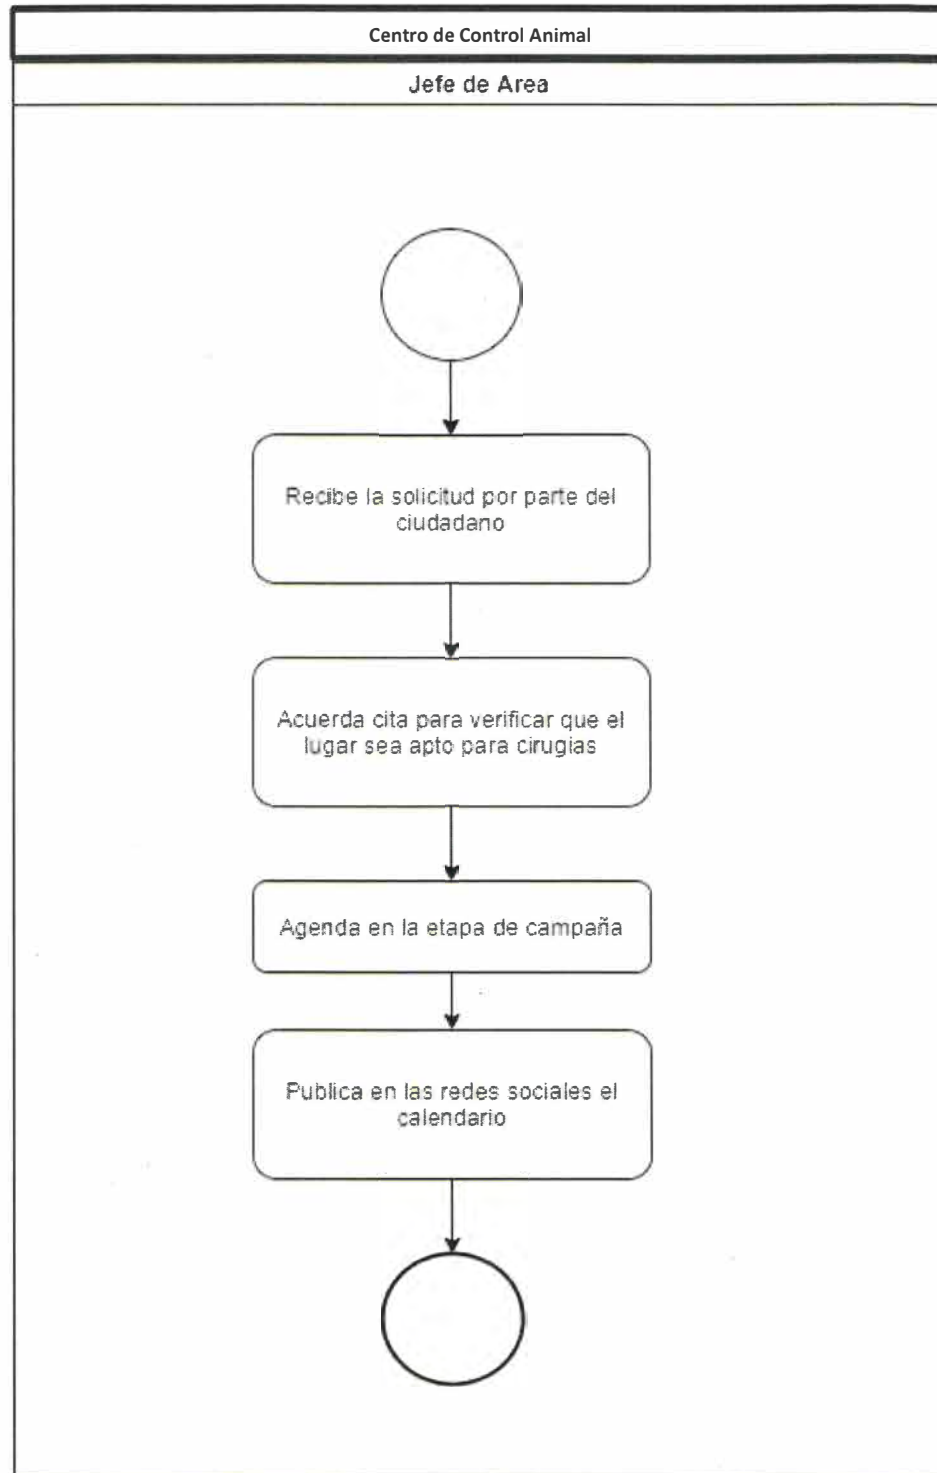 Centro de Control Animal
Jefe de Area
Recibe la solicitud por parte del
ciudadano
Acuerda cita para verificar que el
lugar sea apto para cirugias
Agenda en la etapa de campaña
Publica en las redes sociales el
calendario